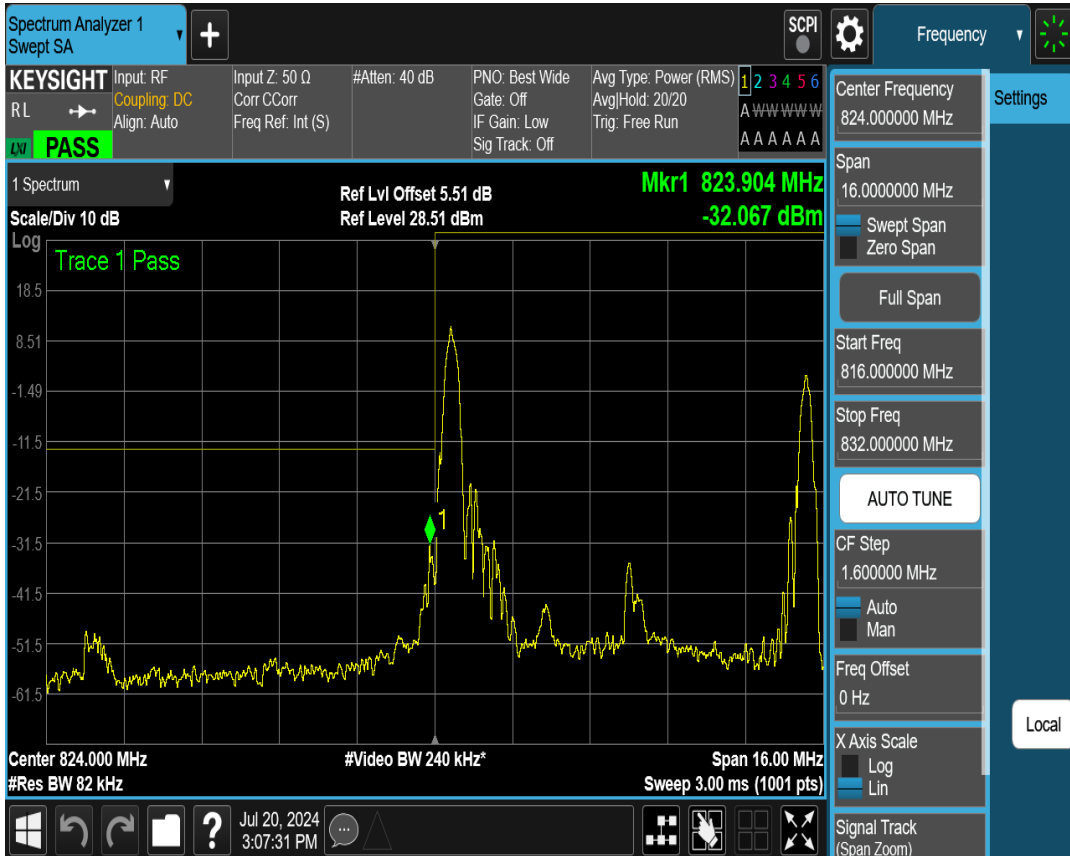 Spectrum Analyzer 1
Swept SA
+
SCPI
Frequency
KEYSIGHT
R L
LXI PASS
Input: RF
Coupling: DC
Align: Auto
Input Z: 50 Ω
Corr CCorr
Freq Ref: Int (S)
#Atten: 40 dB
PNO: Best Wide
Gate: Off
IF Gain: Low
Sig Track: Off
Avg Type: Power (RMS)
Avg|Hold: 20/20
Trig: Free Run
1 2 3 4 5 6
A W W W W W
A A A A A A
Center Frequency
824.000000 MHz
Settings
Span
16.0000000 MHz
Swept Span
Zero Span
Full Span
Start Freq
816.000000 MHz
Stop Freq
832.000000 MHz
AUTO TUNE
CF Step
1.600000 MHz
Auto
Man
Freq Offset
0 Hz
X Axis Scale
Log
Lin
Signal Track
(Span Zoom)
Local
1 Spectrum
Scale/Div 10 dB
Log
Ref Lvl Offset 5.51 dB
Ref Level 28.51 dBm
Mkr1 823.904 MHz
-32.067 dBm
Trace 1 Pass
18.5
8.51
-1.49
-11.5
-21.5
-31.5
-41.5
-51.5
-61.5
1
Center 824.000 MHz
#Res BW 82 kHz
#Video BW 240 kHz*
Span 16.00 MHz
Sweep 3.00 ms (1001 pts)
?
Jul 20, 2024
3:07:31 PM